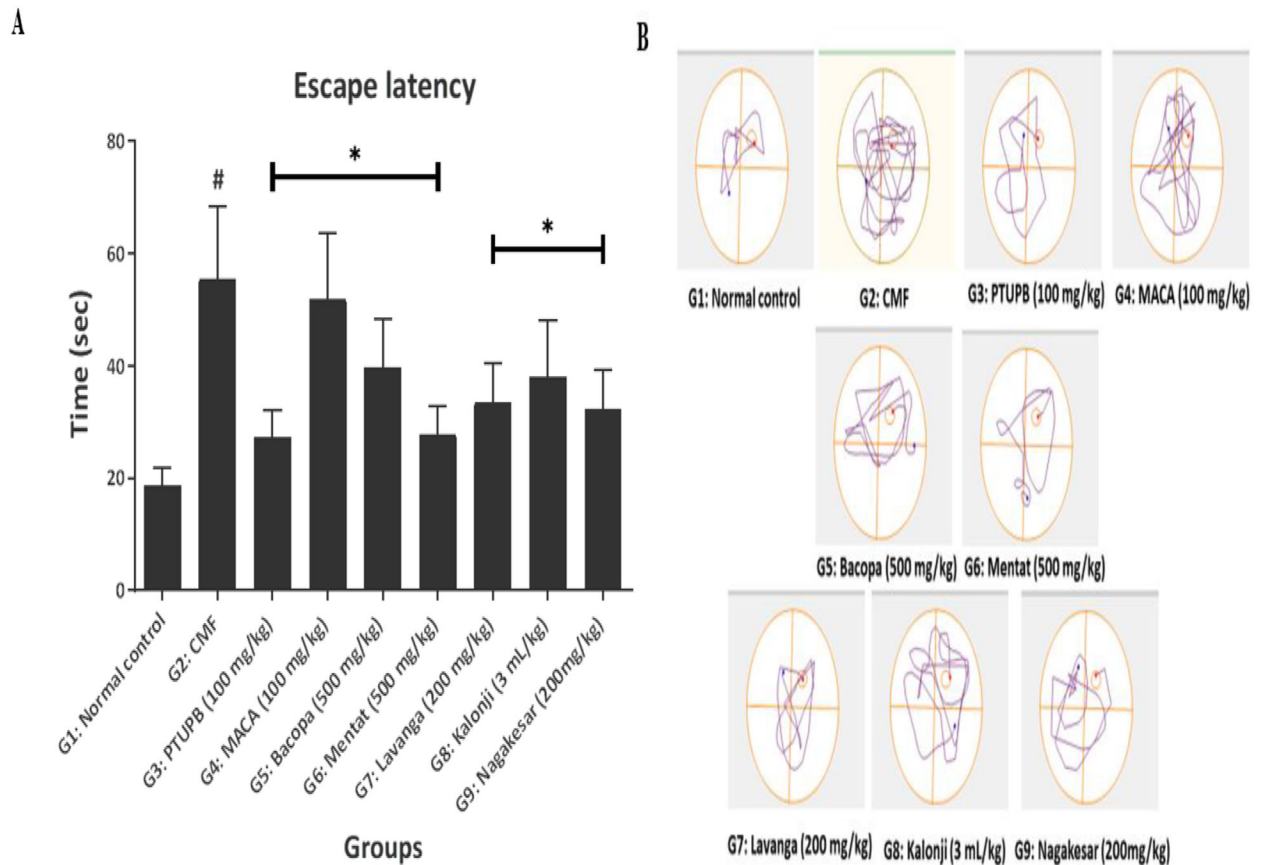 A
Escape latency
Time (sec)
80
60
40
20
0
#
*
*
G1: Normal control
G2: CMF
G3: PTUPB (100 mg/kg)
G4: MACA (100 mg/kg)
G5: Bacopa (500 mg/kg)
G6: Mentat (500 mg/kg)
G7: Lavanga (200 mg/kg)
G8: Kalonji (3 mL/kg)
G9: Nagakesar (200mg/kg)
Groups
B
G1: Normal control
G2: CMF
G3: PTUPB (100 mg/kg)
G4: MACA (100 mg/kg)
G5: Bacopa (500 mg/kg)
G6: Mentat (500 mg/kg)
G7: Lavanga (200 mg/kg)
G8: Kalonji (3 mL/kg)
G9: Nagakesar (200mg/kg)